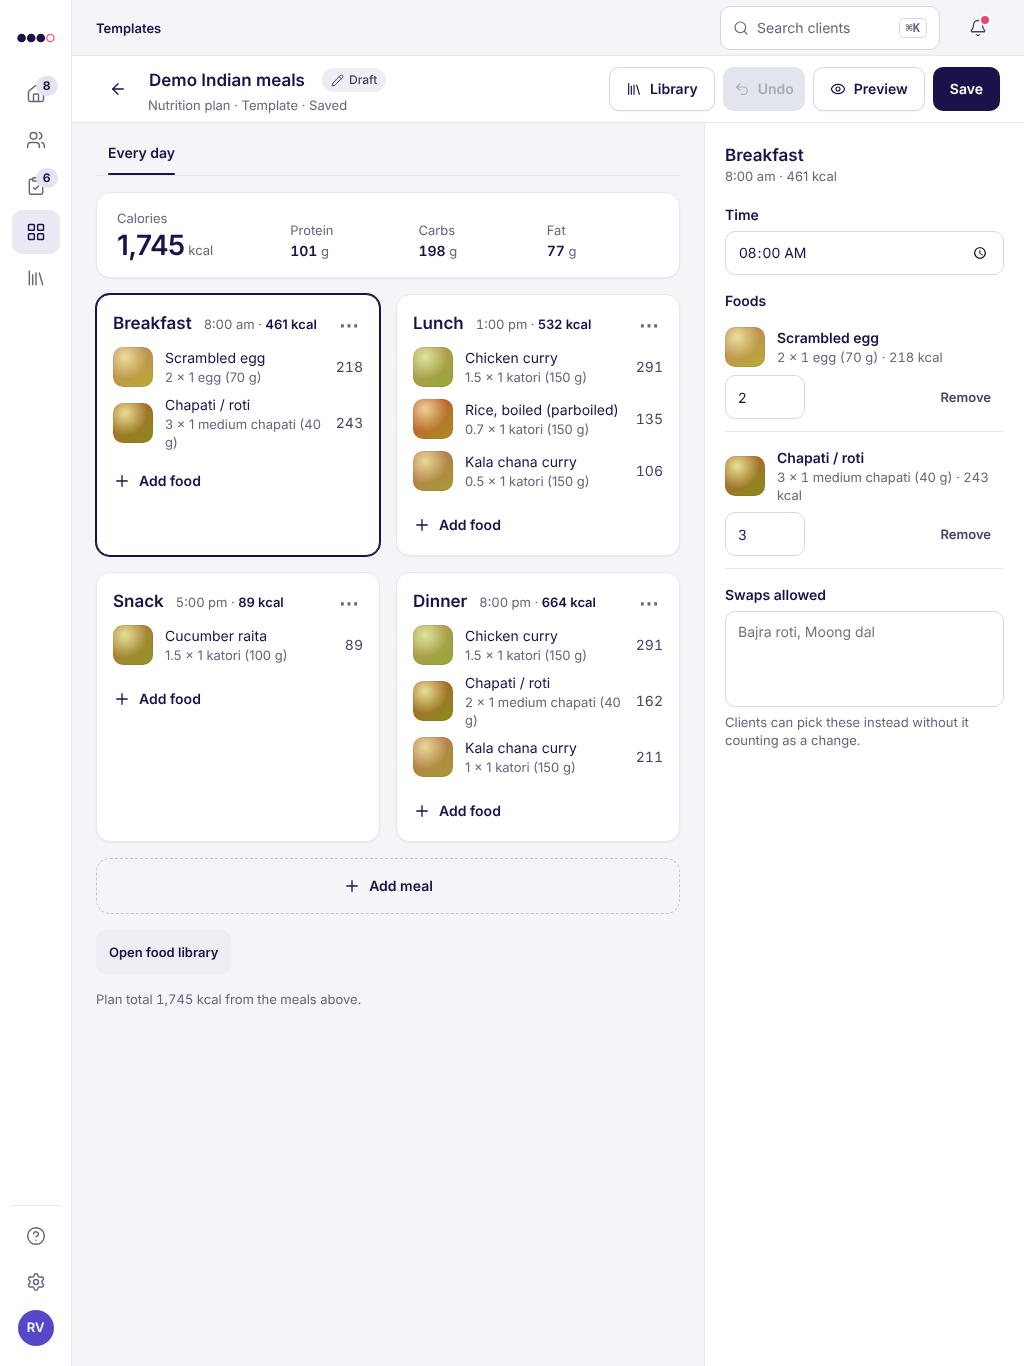 Templates
Search clients
⌘K
8
6
Demo Indian meals
Draft
Nutrition plan · Template · Saved
Library
Undo
Preview
Save
Every day
Calories
1,745 kcal
Protein
101 g
Carbs
198 g
Fat
77 g
Breakfast 8:00 am · 461 kcal
Scrambled egg
2 × 1 egg (70 g)
218
Chapati / roti
3 × 1 medium chapati (40
g)
243
Add food
Lunch 1:00 pm · 532 kcal
Chicken curry
1.5 × 1 katori (150 g)
291
Rice, boiled (parboiled)
0.7 × 1 katori (150 g)
135
Kala chana curry
0.5 × 1 katori (150 g)
106
Add food
Snack 5:00 pm · 89 kcal
Cucumber raita
1.5 × 1 katori (100 g)
89
Add food
Dinner 8:00 pm · 664 kcal
Chicken curry
1.5 × 1 katori (150 g)
291
Chapati / roti
2 × 1 medium chapati (40
g)
162
Kala chana curry
1 × 1 katori (150 g)
211
Add food
Add meal
Open food library
Plan total 1,745 kcal from the meals above.
Breakfast
8:00 am · 461 kcal
Time
08:00 AM
Foods
Scrambled egg
2 × 1 egg (70 g) · 218 kcal
2
Remove
Chapati / roti
3 × 1 medium chapati (40 g) · 243
kcal
3
Remove
Swaps allowed
Bajra roti, Moong dal
Clients can pick these instead without it
counting as a change.
RV